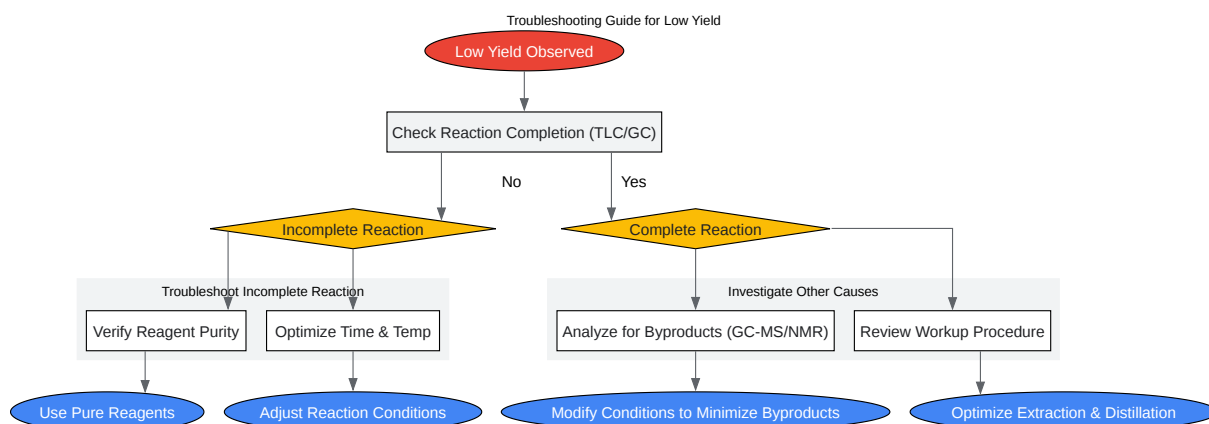 Troubleshooting Guide for Low Yield
Low Yield Observed
Check Reaction Completion (TLC/GC)
No
Yes
Incomplete Reaction
Complete Reaction
Troubleshoot Incomplete Reaction
Investigate Other Causes
Verify Reagent Purity
Optimize Time & Temp
Analyze for Byproducts (GC-MS/NMR)
Review Workup Procedure
Use Pure Reagents
Adjust Reaction Conditions
Modify Conditions to Minimize Byproducts
Optimize Extraction & Distillation